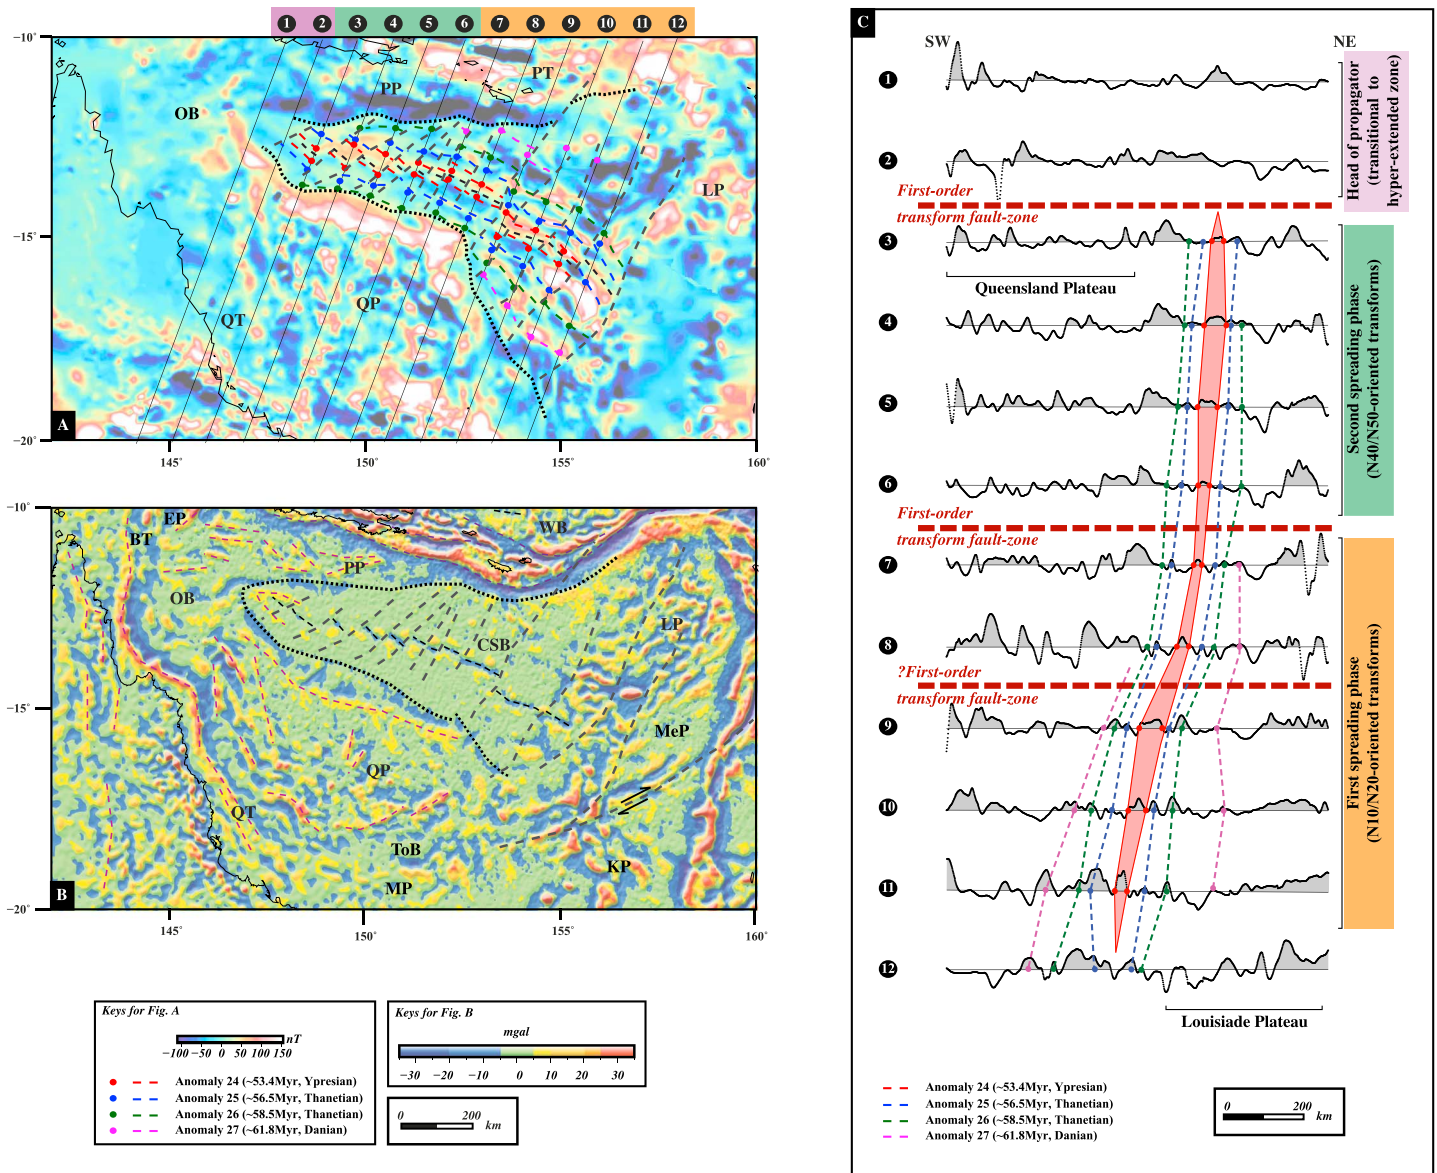 1 2 3 4 5 6 7 8 9 10 11 12
−10°
−15°
−20°
145° 150° 155° 160°
PT
PP
OB
LP
QP
QT
A
−10°
−15°
−20°
145° 150° 155° 160°
EP
BT
WB
PP
OB
LP
CSB
MeP
QP
QT
ToB
KP
MP
B
Keys for Fig. A
nT
−100 −50 0 50 100 150
Anomaly 24 (~53.4Myr, Ypresian)
Anomaly 25 (~56.5Myr, Thanetian)
Anomaly 26 (~58.5Myr, Thanetian)
Anomaly 27 (~61.8Myr, Danian)
Keys for Fig. B
mgal
−30 −20 −10 0 10 20 30
0 200
km
C
SW NE
1
2
First-order
transform fault-zone
3
Queensland Plateau
4
5
6
First-order
transform fault-zone
7
8
?First-order
transform fault-zone
9
10
11
12
Louisiade Plateau
Head of propagator
(transitional to
hyper-extended zone)
Second spreading phase
(N40/N50-oriented transforms)
First spreading phase
(N10/N20-oriented transforms)
Anomaly 24 (~53.4Myr, Ypresian)
Anomaly 25 (~56.5Myr, Thanetian)
Anomaly 26 (~58.5Myr, Thanetian)
Anomaly 27 (~61.8Myr, Danian)
0 200
km